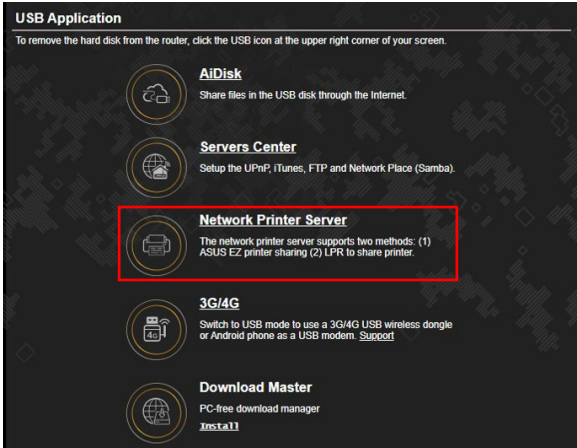 USB Application
To remove the hard disk from the router, click the USB icon at the upper right corner of your screen.
AiDisk
Share files in the USB disk through the Internet.
Servers Center
Setup the UPnP, iTunes, FTP and Network Place (Samba).
Network Printer Server
The network printer server supports two methods: (1)
ASUS EZ printer sharing (2) LPR to share printer.
3G/4G
4G
Switch to USB mode to use a 3G/4G USB wireless dongle
or Android phone as a USB modem. Support
Download Master
PC-free download manager
Install